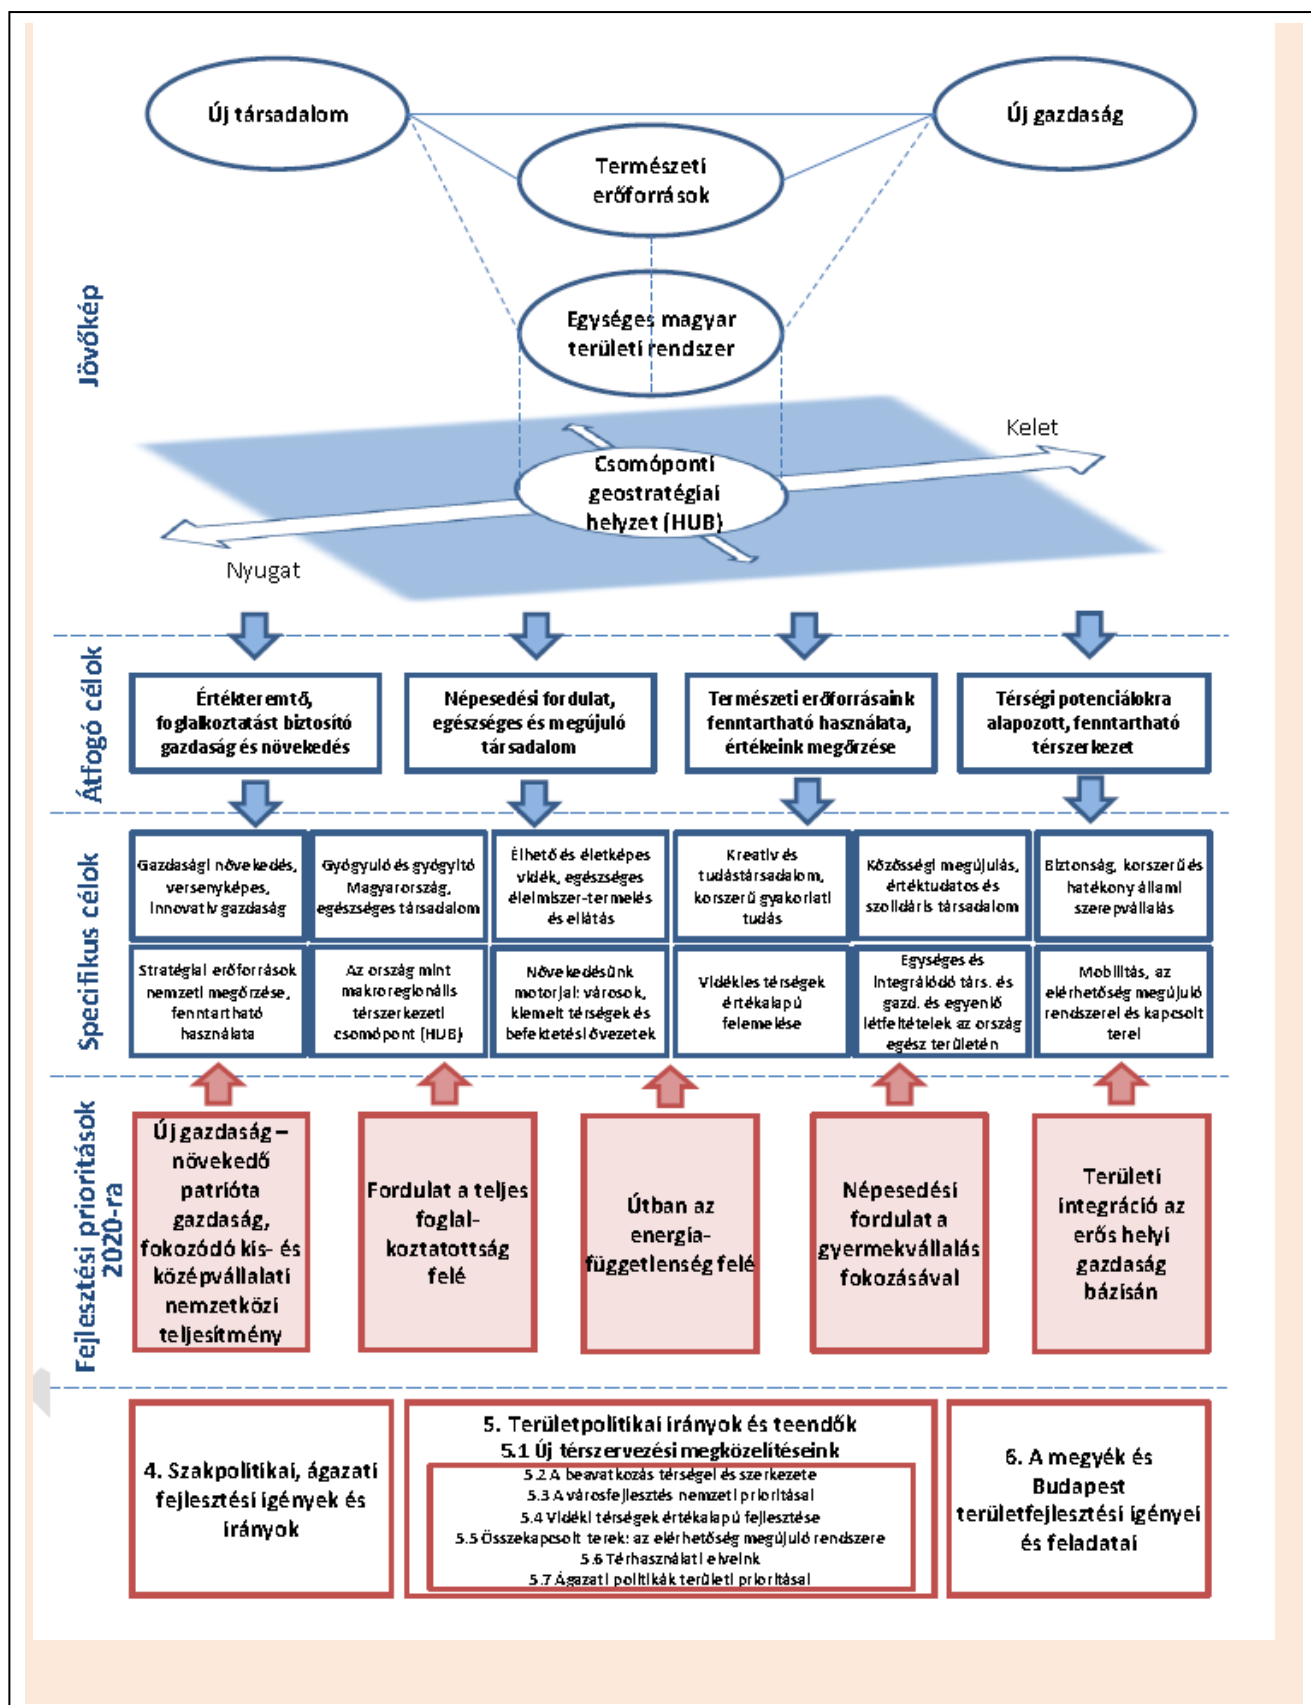 Új társadalom
Új gazdaság
Természeti
erőforrások
Egységes magyar
területi rendszer
Jövőkép
Kelet
Csomóponti
geostratégiai
helyzet (HUB)
Nyugat
Átfogó célok
Értékteremtő,
foglalkoztatást biztosító
gazdaság és növekedés
Népesedési fordulat,
egészséges és megújuló
társadalom
Természeti erőforrásaink
fenntartható használata,
értékeink megőrzése
Térségi potenciálokra
alapozott, fenntartható
térszerkezet
Specifikus célok
Gazdasági növekedés,
versenyképes,
innovatív gazdaság
Gyógyuló és gyógyító
Magyarország,
egészséges társadalom
Élhető és életképes
vidék, egészséges
élelmiszer-termelés
és ellátás
Kreatív és
tudástársadalom,
korszerű gyakorlati
tudás
Közösségi megújulás,
értéktudatos és
szolidáris társadalom
Biztonság, korszerű és
hatékony állami
szerepvállalás
Stratégiai erőforrások
nemzeti megőrzése,
fenntartható
használata
Az ország mint
makroregionális
térszerkezeti
csomópont (HUB)
Növekedésünk
motorjai: városok,
kiemelt térségek és
befektetési övezetek
Vidékies térségek
értékalapú
felemelése
Egységes és
integrálódó társ. és
gazd. és egyenlő
létfeltételek az ország
egész területén
Mobilitás, az
elérhetőség megújuló
rendszerei és kapcsolt
terei
Fejlesztési prioritások
2020-ra
Új gazdaság –
növekedő
patrióta
gazdaság,
fokozódó kis- és
középvállalati
nemzetközi
teljesítmény
Fordulat a teljes
foglal-
koztatottság
felé
Útban az
energia-
függetlenség felé
Népesedési
fordulat a
gyermekvállalás
fokozásával
Területi
integráció az
erős helyi
gazdaság
bázisán
4. Szakpolitikai, ágazati
fejlesztési igények és
irányok
5. Területpolitikai irányok és teendők
5.1 Új térszervezési megközelítéseink
5.2 A beavatkozás térségei és szerkezete
5.3 A városfejlesztés nemzeti prioritásai
5.4 Vidéki térségek értékalapú fejlesztése
5.5 Összekapcsolt terek: az elérhetőség megújuló rendszere
5.6 Térhasználati elveink
5.7 Ágazati politikák területi prioritásai
6. A megyék és
Budapest
területfejlesztési igényei
és feladatai